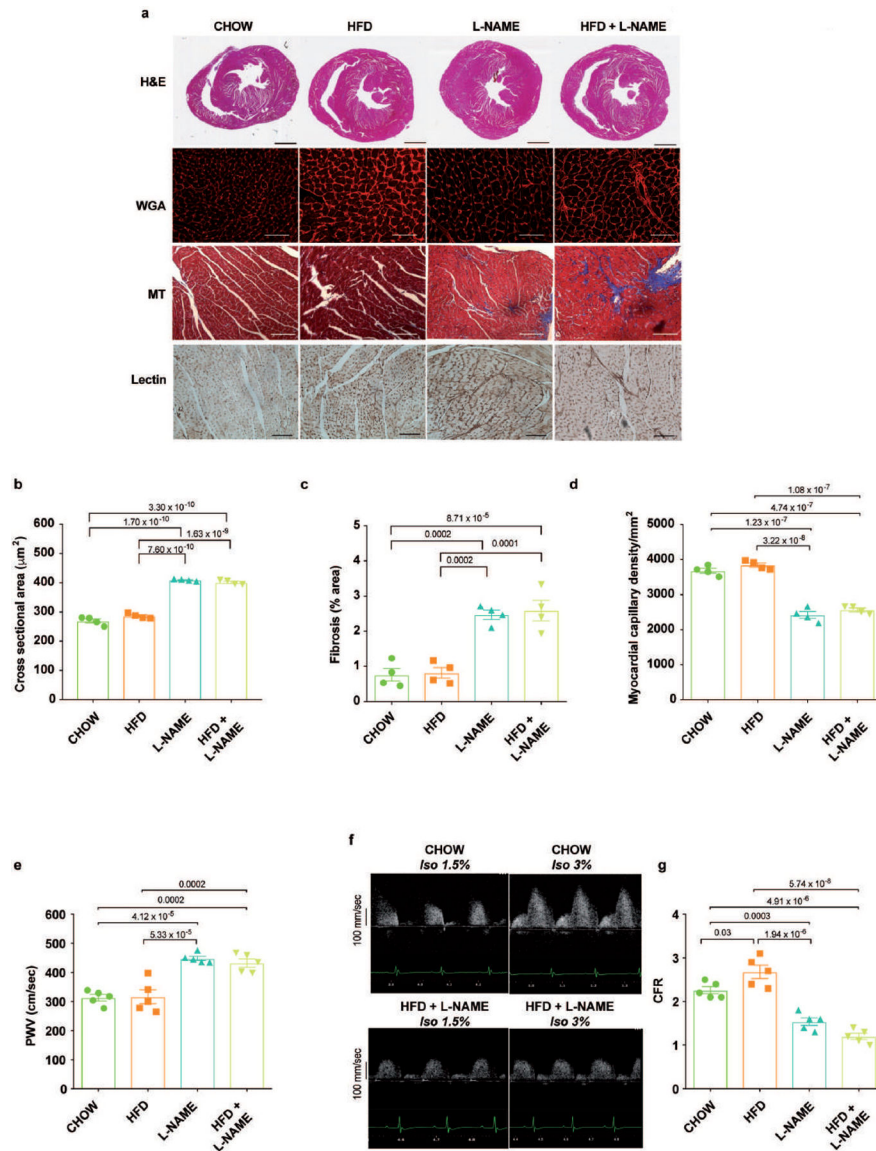 a
CHOW HFD L-NAME HFD + L-NAME
H&E
WGA
MT
Lectin
b
3.30 x 10⁻¹⁰
1.70 x 10⁻¹⁰
1.63 x 10⁻⁹
7.60 x 10⁻¹⁰
Cross sectional area (µm²)
600
500
400
300
200
100
0
CHOW
HFD
L-NAME
HFD +
L-NAME
c
8.71 x 10⁻⁵
0.0002
0.0001
0.0002
Fibrosis (% area)
5
4
3
2
1
0
CHOW
HFD
L-NAME
HFD +
L-NAME
d
1.08 x 10⁻⁷
4.74 x 10⁻⁷
1.23 x 10⁻⁷
3.22 x 10⁻⁸
Myocardial capillary density/mm²
5000
4000
3000
2000
1000
0
CHOW
HFD
L-NAME
HFD +
L-NAME
e
0.0002
0.0002
4.12 x 10⁻⁵
5.33 x 10⁻⁵
PWV (cm/sec)
600
500
400
300
200
100
0
CHOW
HFD
L-NAME
HFD +
L-NAME
f
CHOW CHOW
Iso 1.5% Iso 3%
100 mm/sec
HFD + L-NAME HFD + L-NAME
Iso 1.5% Iso 3%
100 mm/sec
g
5.74 x 10⁻⁸
4.91 x 10⁻⁶
0.0003
0.03 1.94 x 10⁻⁶
CFR
4
3
2
1
0
CHOW
HFD
L-NAME
HFD +
L-NAME